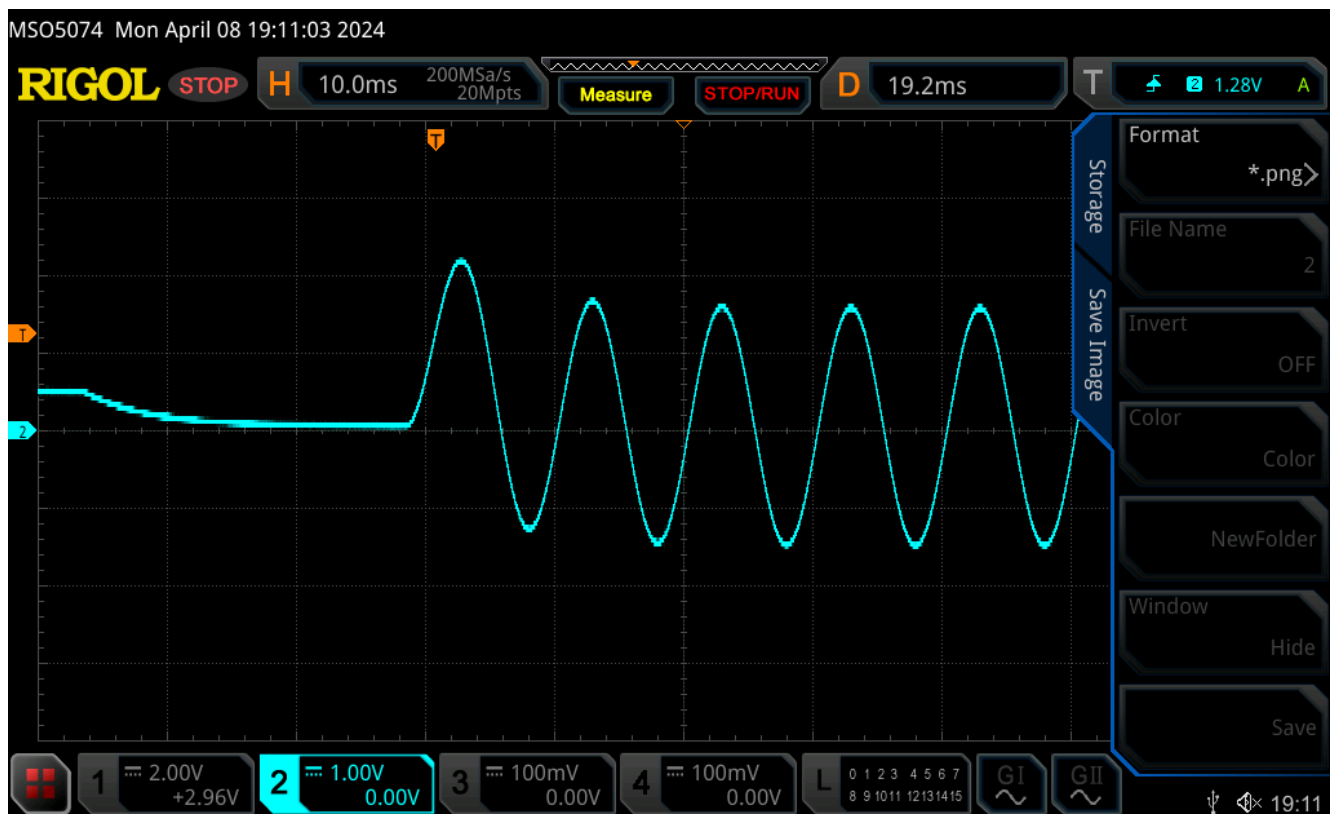 MSO5074 Mon April 08 19:11:03 2024
RIGOL STOP H 10.0ms 200MSa/s 20Mpts Measure STOP/RUN D 19.2ms T 2 1.28V A
T
T
2
Storage
Save Image
Format
*.png>
File Name
2
Invert
OFF
Color
Color
NewFolder
Window
Hide
Save
1 2.00V
+2.96V
2 1.00V
0.00V
3 100mV
0.00V
4 100mV
0.00V
L 0 1 2 3 4 5 6 7
8 9 10 11 12 13 14 15
GI
GII
19:11